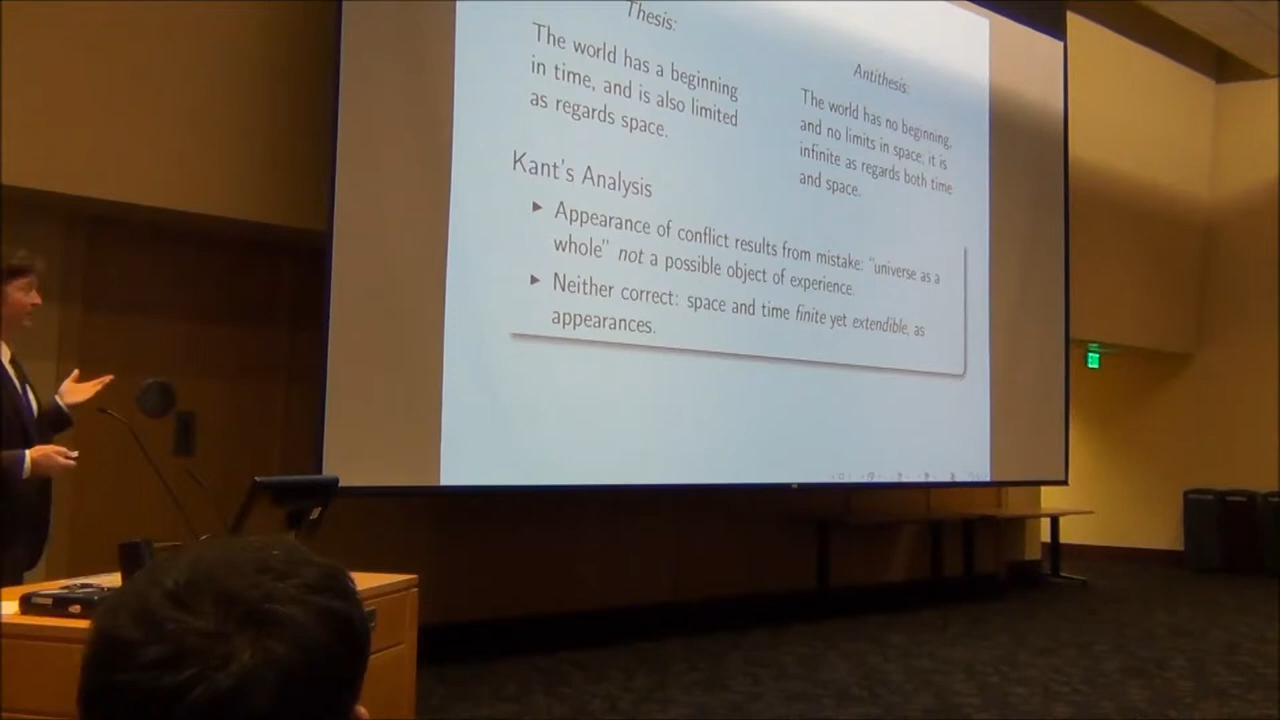 Thesis:
The world has a beginning
in time, and is also limited
as regards space.
Antithesis:
The world has no beginning,
and no limits in space; it is
infinite as regards both time
and space.
Kant's Analysis
▶ Appearance of conflict results from mistake: "universe as a
whole" not a possible object of experience.
▶ Neither correct: space and time finite yet extendible, as
appearances.